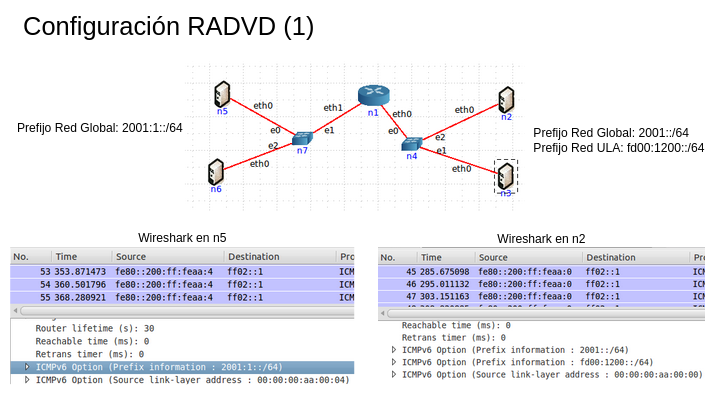 Configuración RADVD (1)
n5
eth0
eth1
n1
eth0
eth0
n2
Prefijo Red Global: 2001:1::/64
e0
e1
e0
e2
Prefijo Red Global: 2001::/64
e2
n7
n4
e1
Prefijo Red ULA: fd00:1200::/64
eth0
eth0
n6
n3
Wireshark en n5
No. Time Source Destination Pro
53 353.871473 fe80::200:ff:feaa:4 ff02::1 ICM
54 360.501796 fe80::200:ff:feaa:4 ff02::1 ICM
55 368.280921 fe80::200:ff:feaa:4 ff02::1 ICM
Router lifetime (s): 30
Reachable time (ms): 0
Retrans timer (ms): 0
ICMPv6 Option (Prefix information : 2001:1::/64)
ICMPv6 Option (Source link-layer address : 00:00:00:aa:00:04)
Wireshark en n2
No. Time Source Destination Pro
45 285.675098 fe80::200:ff:feaa:0 ff02::1 ICM
46 295.011132 fe80::200:ff:feaa:0 ff02::1 ICM
47 303.151163 fe80::200:ff:feaa:0 ff02::1 ICM
Reachable time (ms): 0
Retrans timer (ms): 0
ICMPv6 Option (Prefix information : 2001::/64)
ICMPv6 Option (Prefix information : fd00:1200::/64)
ICMPv6 Option (Source link-layer address : 00:00:00:aa:00:00)